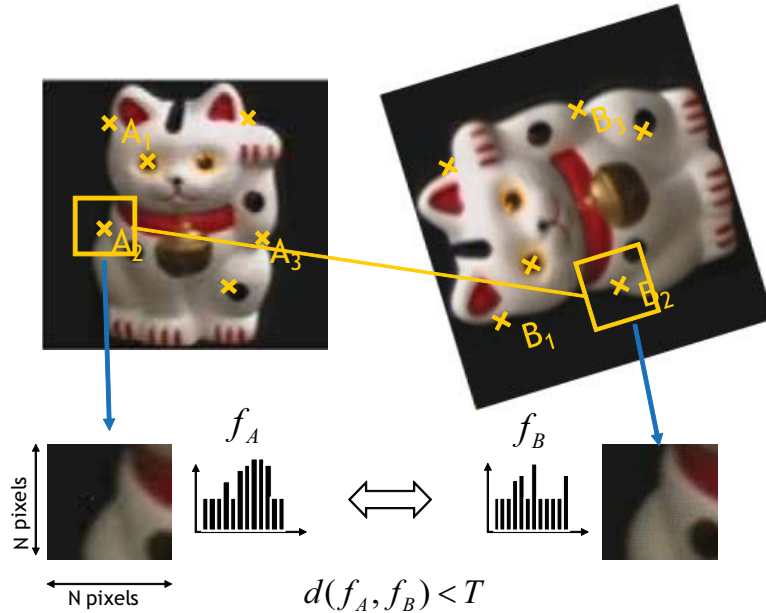 A₁
A₂
A₃
B₃
B₂
B₁
f_A
f_B
N pixels
N pixels
d(f_A, f_B) < T